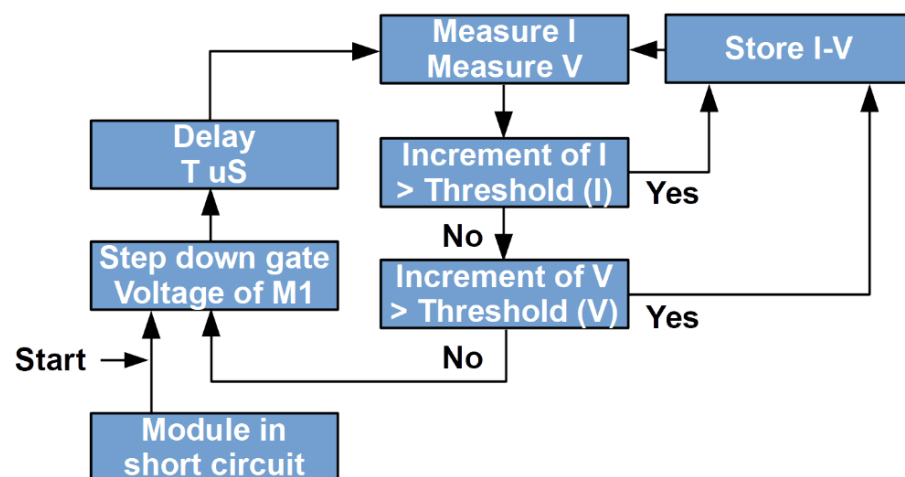 Measure I
Measure V
Store I-V
Delay
T uS
Increment of I
> Threshold (I)
Yes
No
Step down gate
Voltage of M1
Increment of V
> Threshold (V)
Yes
No
Start
Module in
short circuit